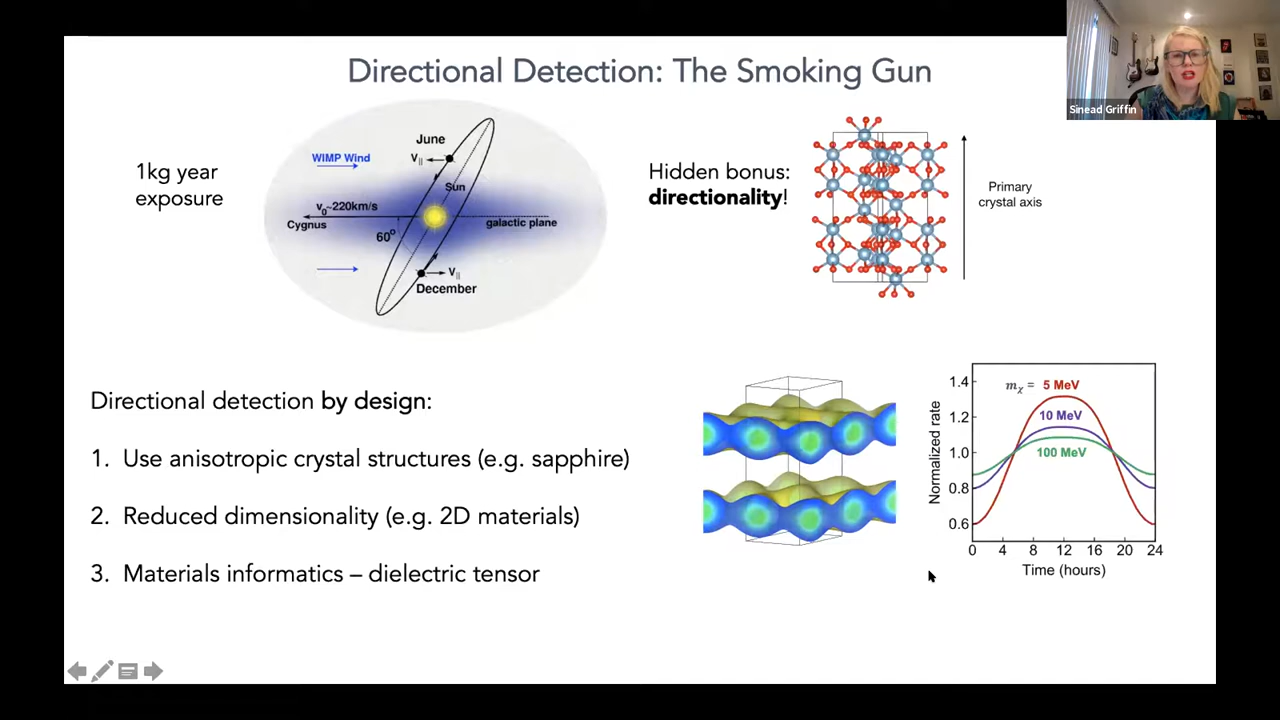 Directional Detection: The Smoking Gun
Sinead Griffin
1kg year
exposure
June
WIMP Wind
V||
Sun
v₀~220km/s
Cygnus
galactic plane
60°
V||
December
Hidden bonus:
directionality!
Primary
crystal axis
Directional detection by design:
1. Use anisotropic crystal structures (e.g. sapphire)
2. Reduced dimensionality (e.g. 2D materials)
3. Materials informatics – dielectric tensor
mχ = 5 MeV
10 MeV
100 MeV
Normalized rate
1.4
1.2
1.0
0.8
0.6
0 4 8 12 16 20 24
Time (hours)